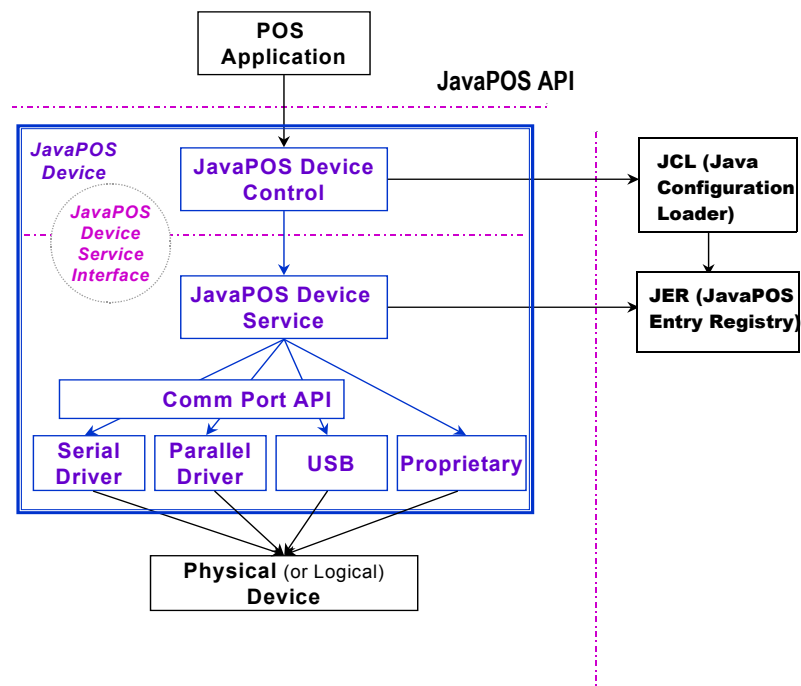 POS
Application
JavaPOS API
JavaPOS
Device
JavaPOS Device
Control
JCL (Java
Configuration
Loader)
JavaPOS
Device
Service
Interface
JavaPOS Device
Service
JER (JavaPOS
Entry Registry)
Comm Port API
Serial
Driver
Parallel
Driver
USB
Proprietary
Physical (or Logical)
Device